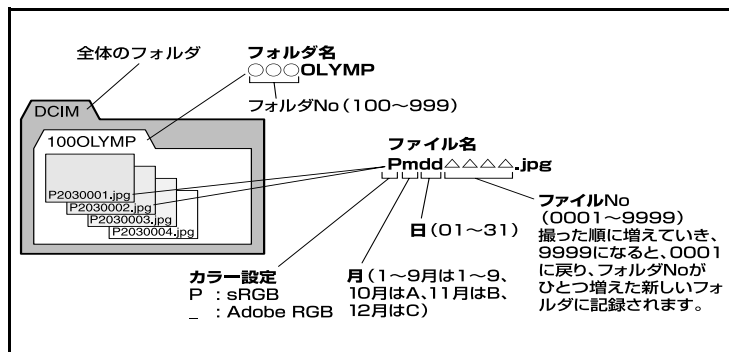 全体のフォルダ
フォルダ名
○○○OLYMP
フォルダNo(100~999)
DCIM
100OLYMP
P2030001.jpg
P2030002.jpg
P2030003.jpg
P2030004.jpg
ファイル名
Pmdd△△△△.jpg
ファイルNo
(0001~9999)
撮った順に増えていき、
9999になると、0001
に戻り、フォルダNoが
ひとつ増えた新しいフォ
ルダに記録されます。
日(01~31)
月(1~9月は1~9、
10月はA、11月はB、
12月はC)
カラー設定
P : sRGB
_ : Adobe RGB